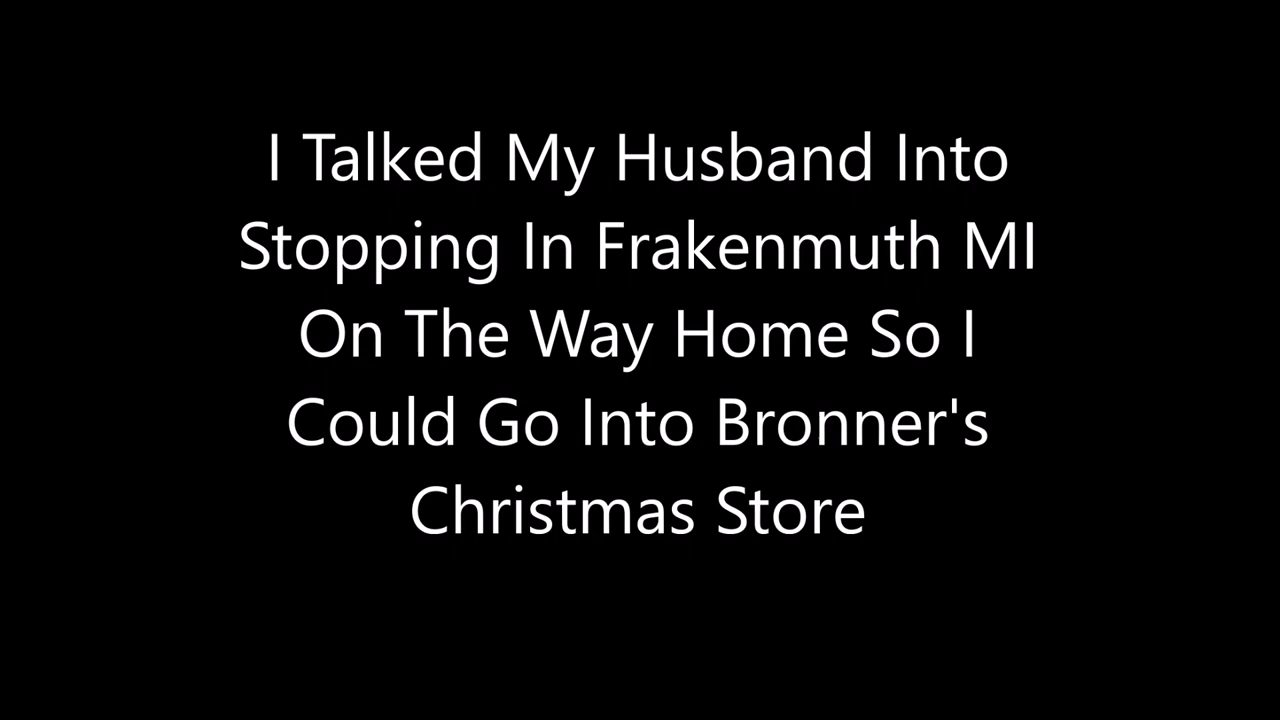 I Talked My Husband Into
Stopping In Frakenmuth MI
On The Way Home So I
Could Go Into Bronner's
Christmas Store